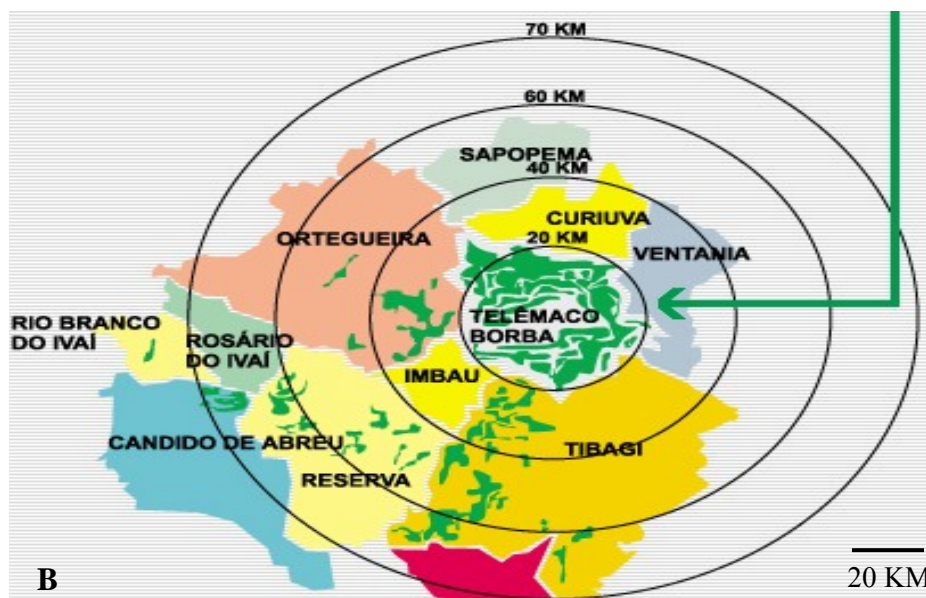 70 KM
60 KM
SAPOPEMA
40 KM
CURIUVA
ORTEGUEIRA
20 KM
VENTANIA
TELÊMACO
BORBA
RIO BRANCO
DO IVAÍ
ROSÁRIO
DO IVAÍ
IMBAU
CANDIDO DE ABREU
TIBAGI
RESERVA
B
20 KM